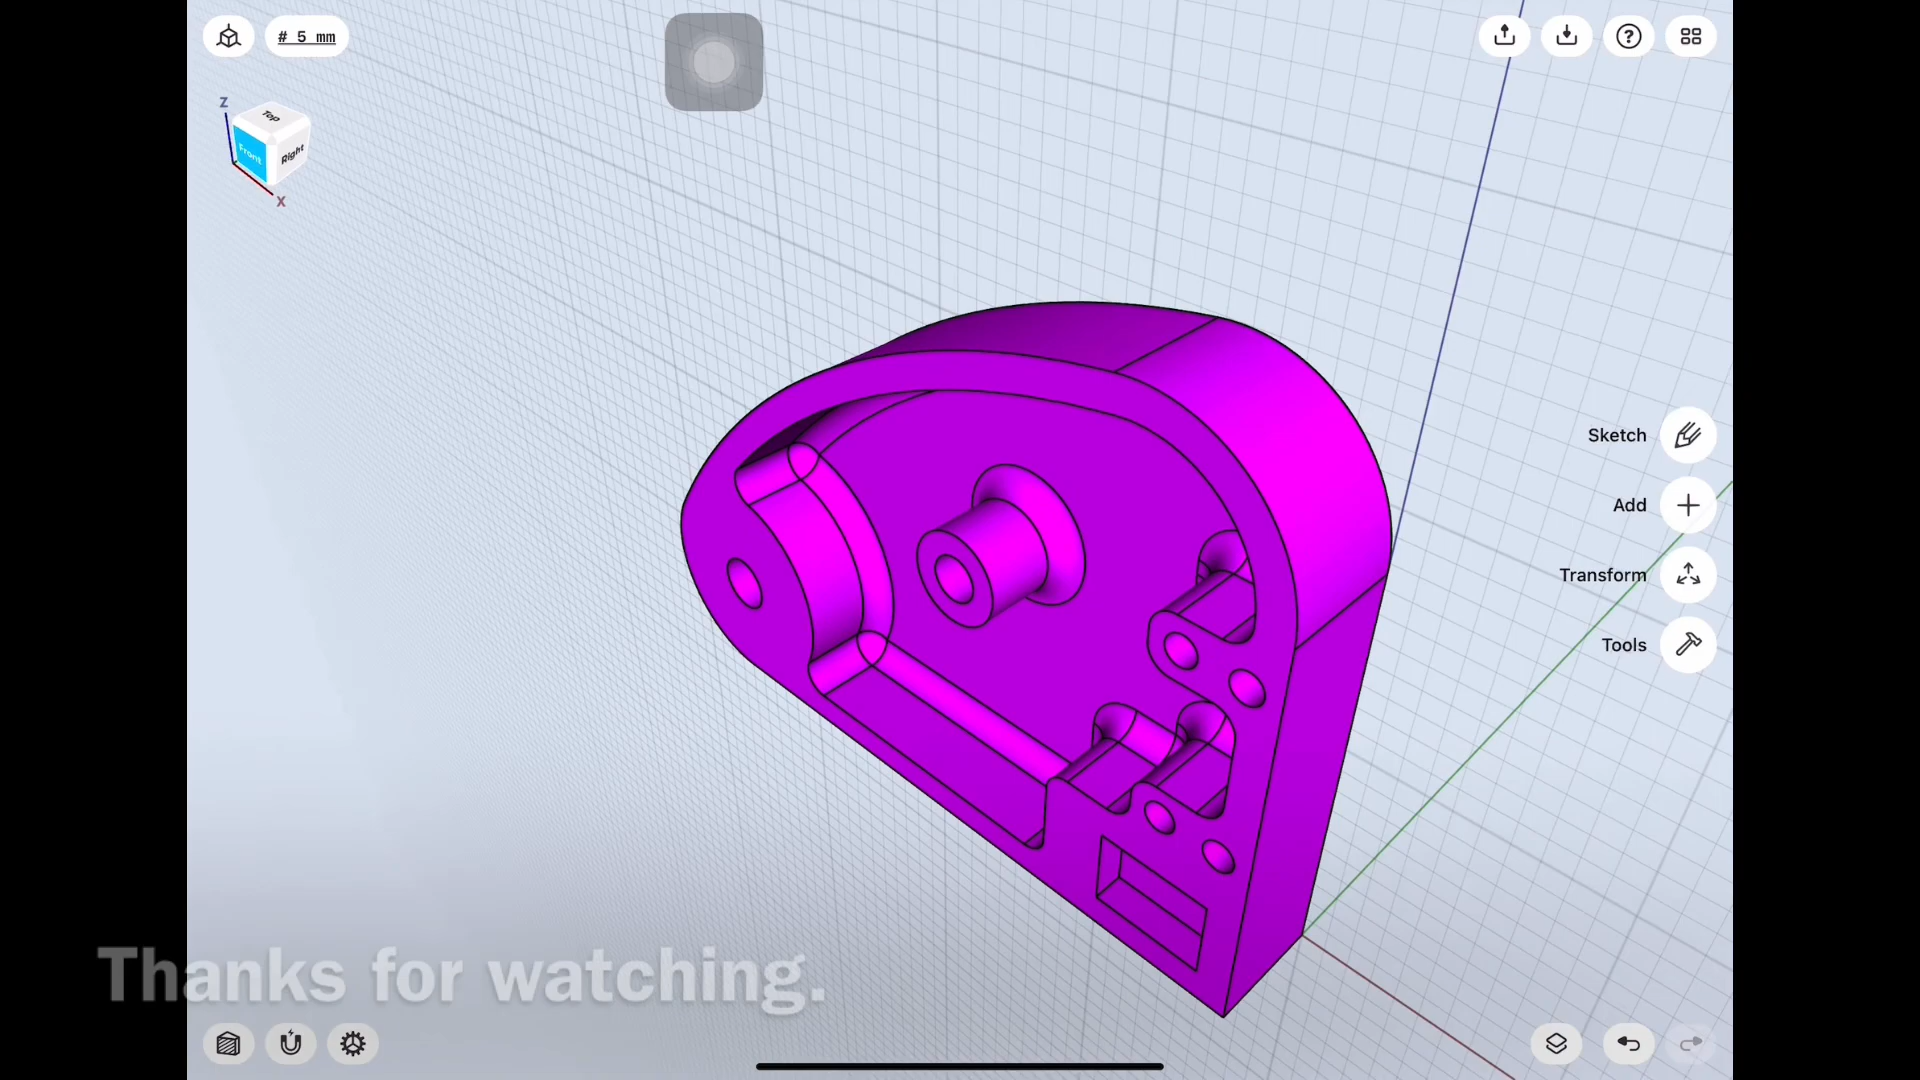 # 5 mm
Z
Top
Front
Right
X
Sketch
Add
Transform
Tools
Thanks for watching.